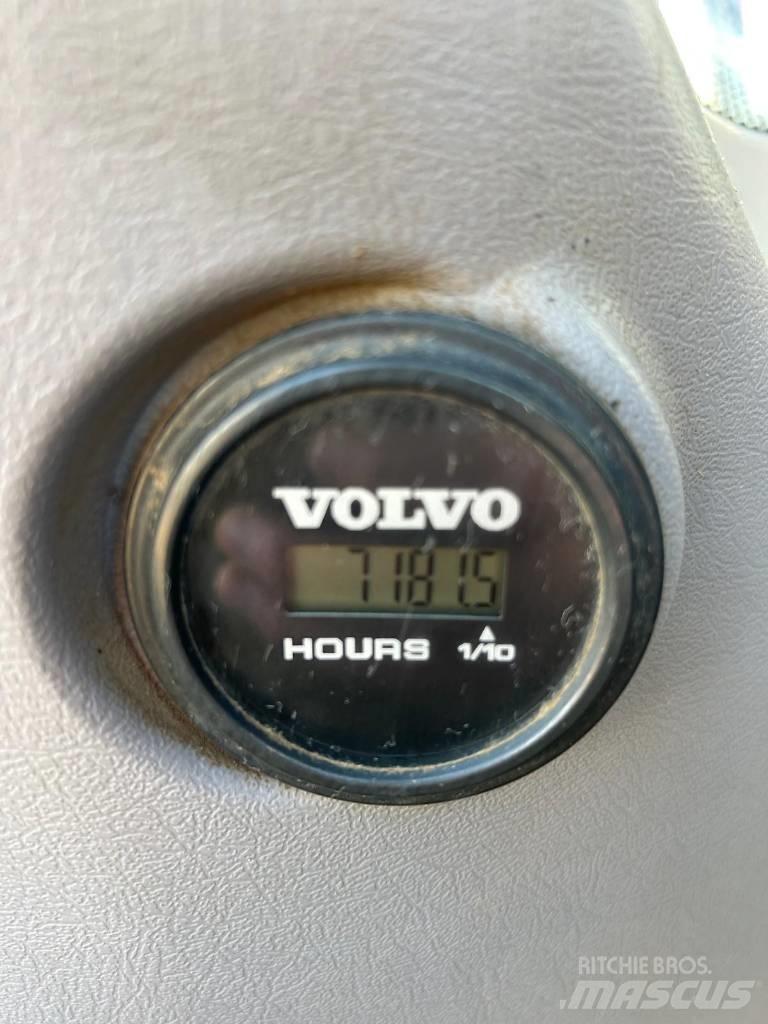 VOLVO
7181.5
HOURS 1/10
RITCHIE BROS.
MASCUS